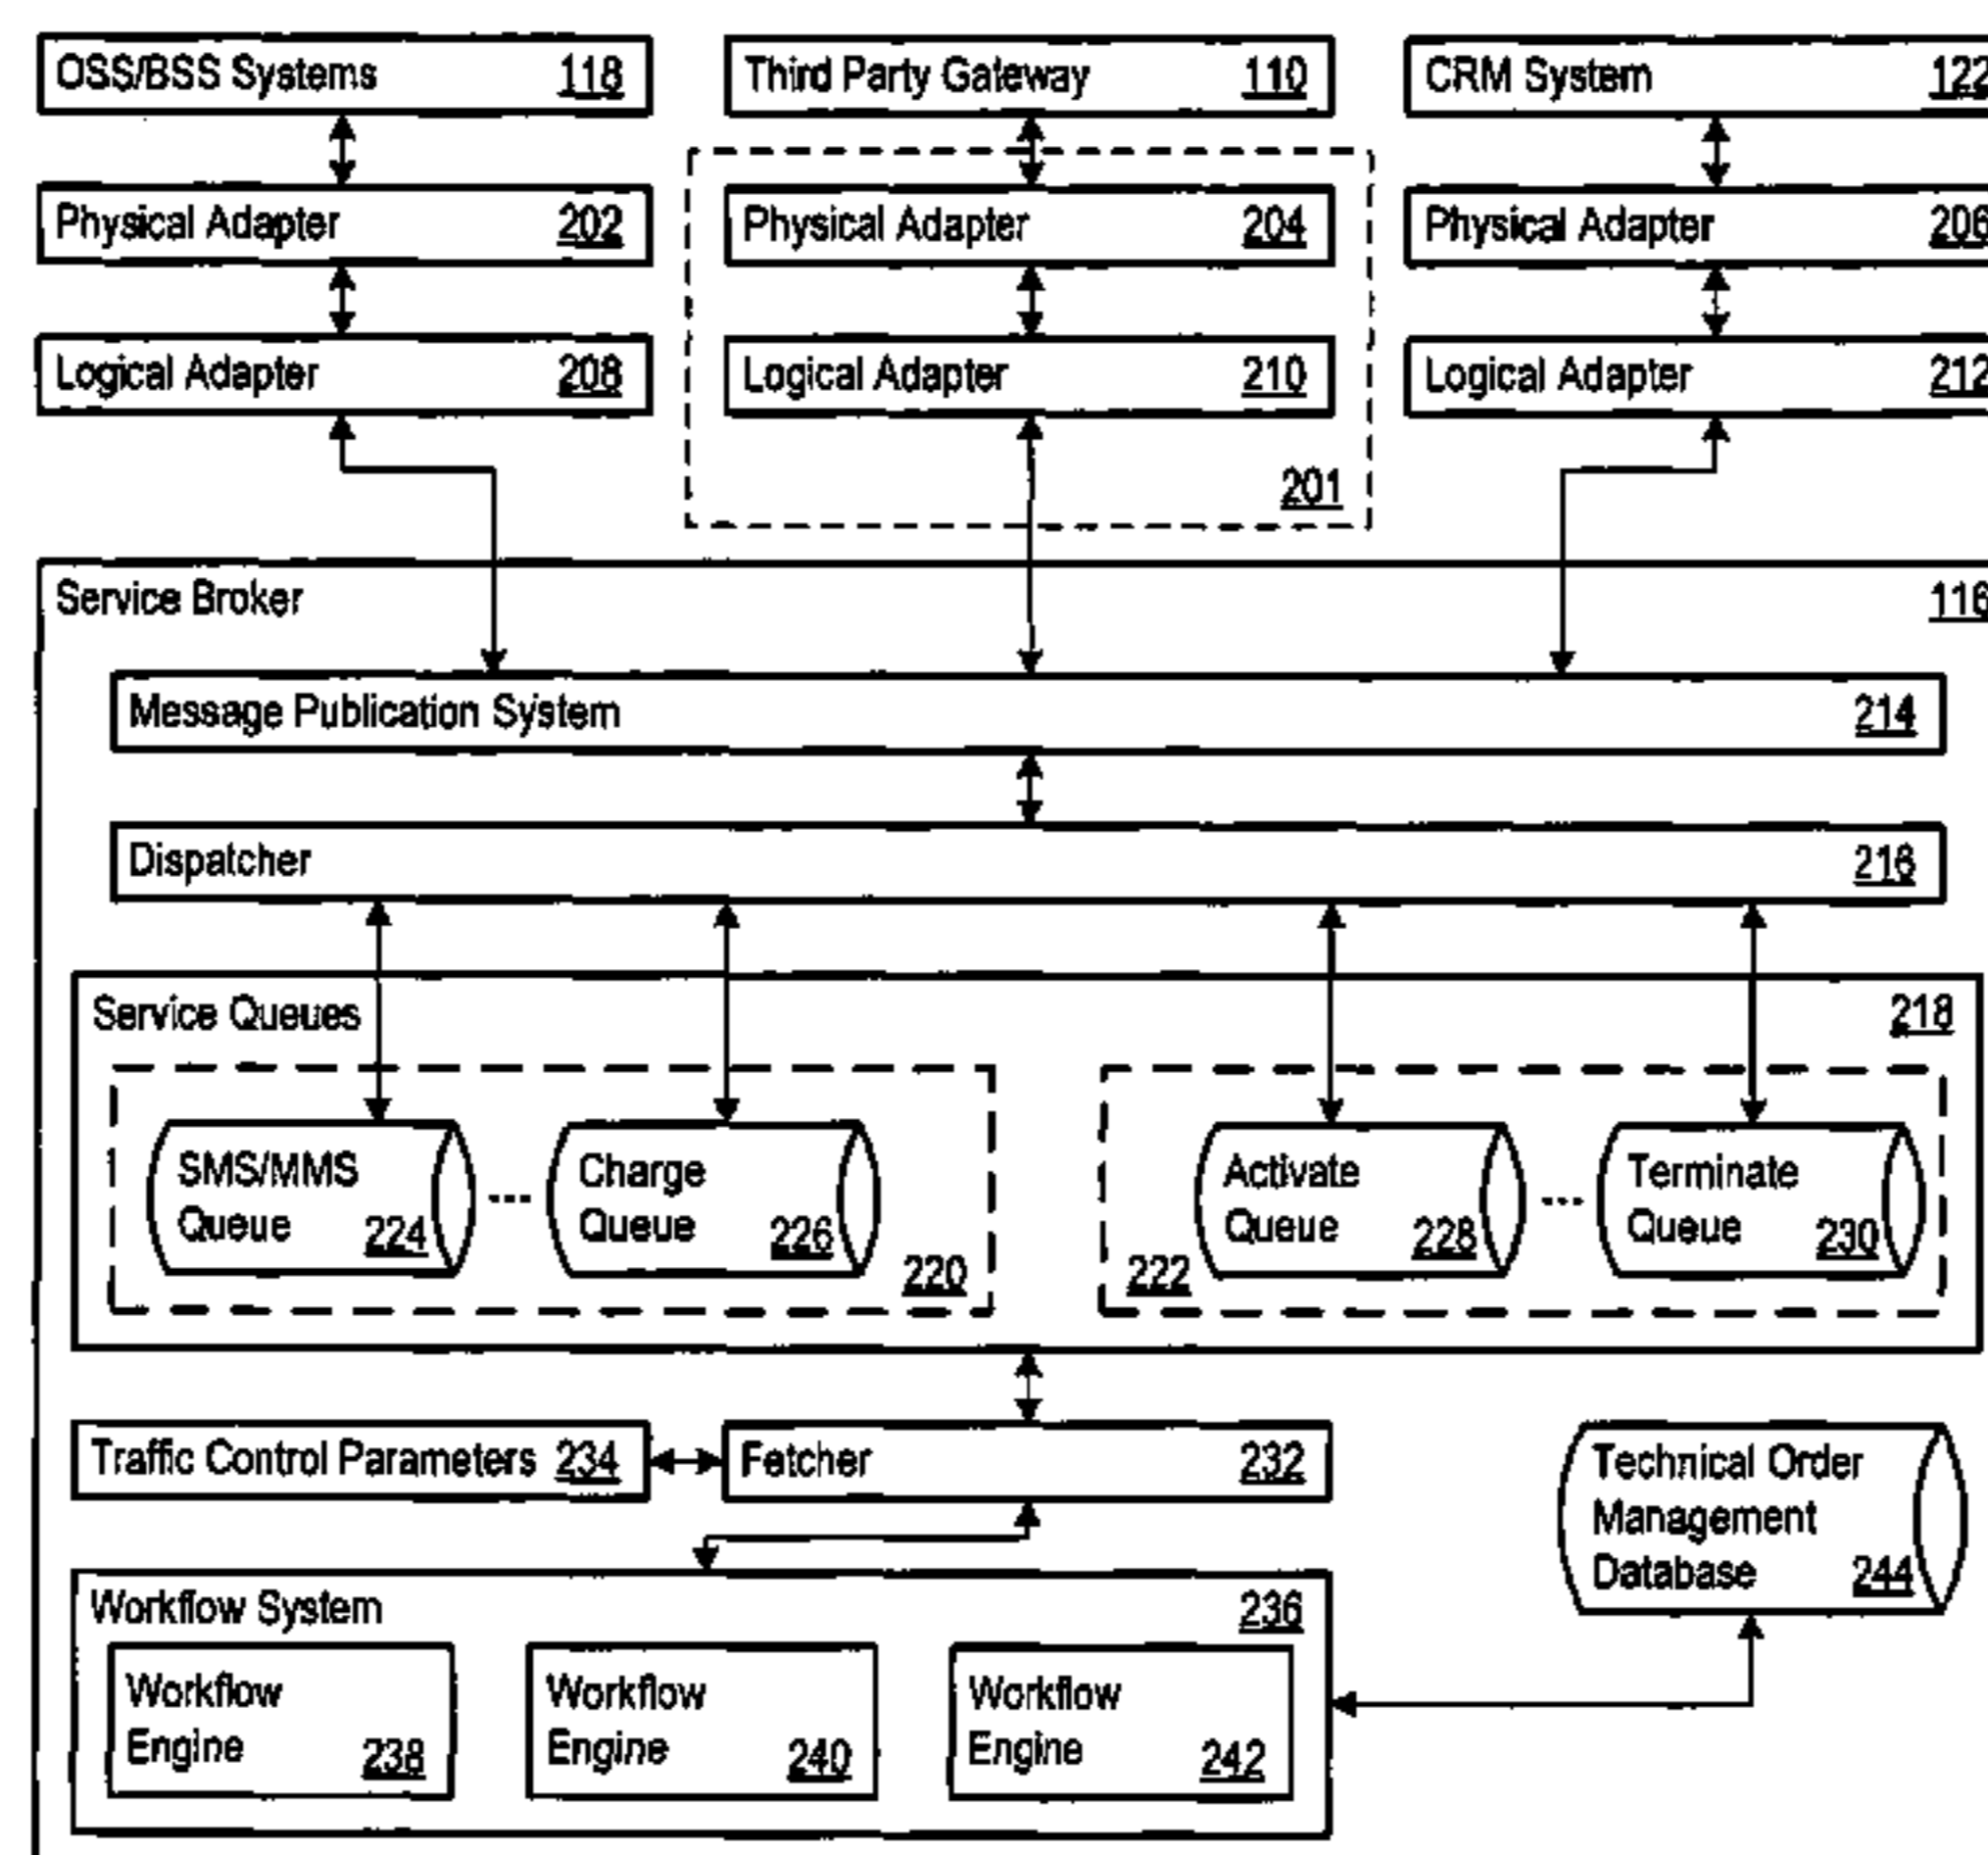 OSS/BSS Systems 118
Third Party Gateway 110
CRM System 122
Physical Adapter 202
Physical Adapter 204
Physical Adapter 206
Logical Adapter 208
Logical Adapter 210
Logical Adapter 212
201
Service Broker 116
Message Publication System 214
Dispatcher 216
Service Queues 218
SMS/MMS
Queue 224
...
Charge
Queue 226
220
222
Activate
Queue 228
...
Terminate
Queue 230
Traffic Control Parameters 234
Fetcher 232
Technical Order
Management
Database 244
Workflow System 236
Workflow
Engine 238
Workflow
Engine 240
Workflow
Engine 242